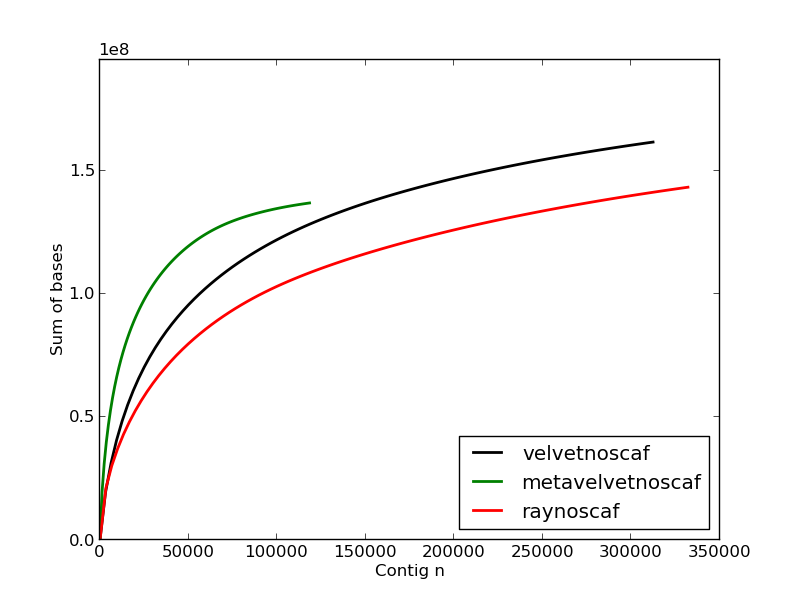 1e8
1.5
1.0
0.5
0.0
Sum of bases
0 50000 100000 150000 200000 250000 300000 350000
Contig n
velvetnoscaf
metavelvetnoscaf
raynoscaf